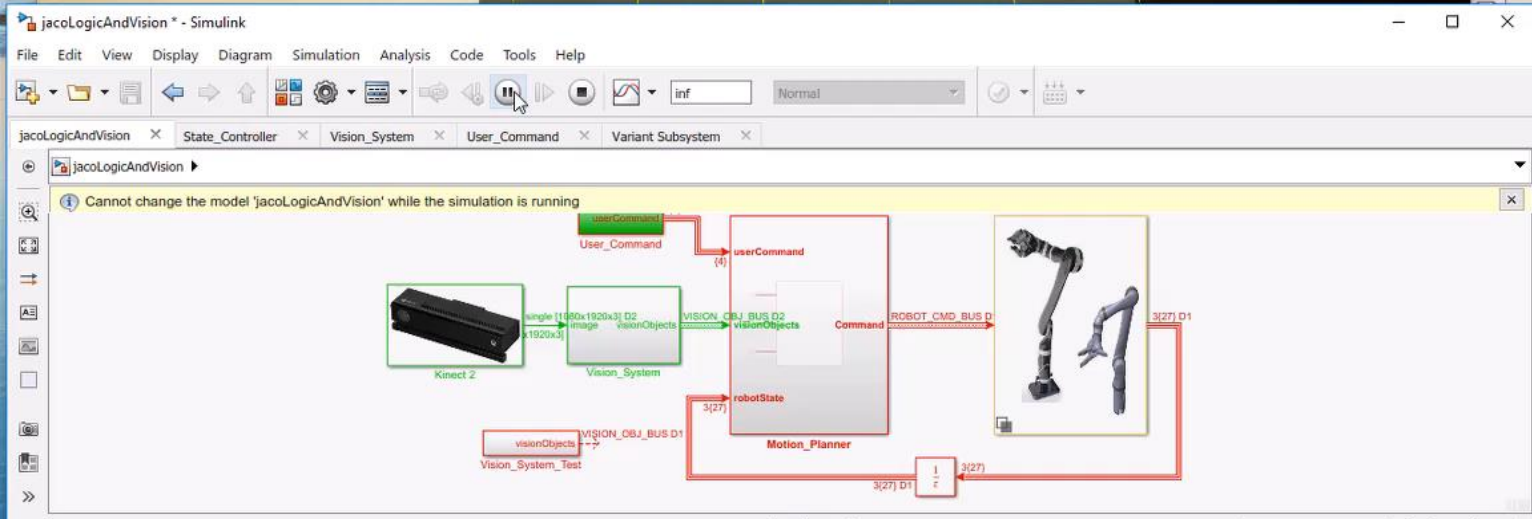 jacoLogicAndVision * - Simulink
File Edit View Display Diagram Simulation Analysis Code Tools Help
inf Normal
jacoLogicAndVision State_Controller Vision_System User_Command Variant Subsystem
jacoLogicAndVision
Cannot change the model 'jacoLogicAndVision' while the simulation is running
userCommand
User_Command
{4}
userCommand
single [1080x1920x3] D2
image
visionObjects
VISION_OBJ_BUS D2
visionObjects
Command
ROBOT_CMD_BUS D
3{27} D1
x1920x3]
Kinect 2
Vision_System
robotState
3{27}
visionObjects
VISION_OBJ_BUS D1
Vision_System_Test
Motion_Planner
3{27} D1
1
z
3{27}